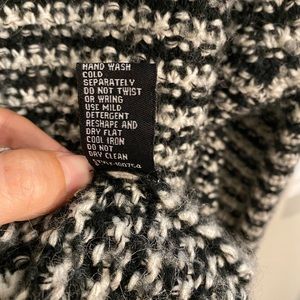 HAND WASH
COLD
SEPARATELY
DO NOT TWIST
OR WRING
USE MILD
DETERGENT
RESHAPE AND
DRY FLAT
COOL IRON
DO NOT
DRY CLEAN